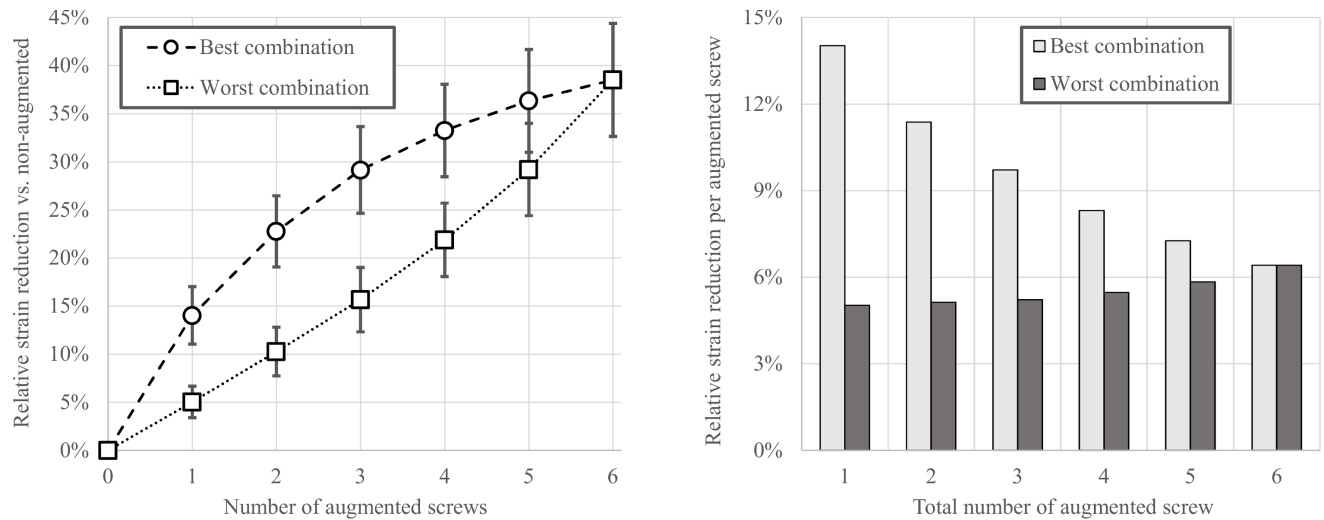 Relative strain reduction vs. non-augmented
45%
40%
35%
30%
25%
20%
15%
10%
5%
0%
Best combination
Worst combination
0 1 2 3 4 5 6
Number of augmented screws
Relative strain reduction per augmented screw
15%
12%
9%
6%
3%
0%
Best combination
Worst combination
1 2 3 4 5 6
Total number of augmented screw